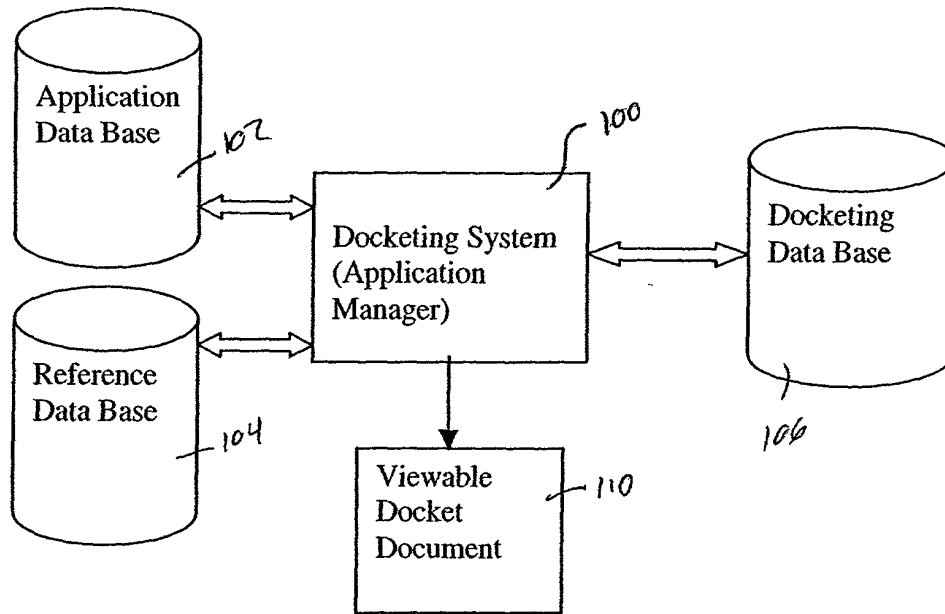 Application
Data Base
102
100
Docketing System
(Application
Manager)
Docketing
Data Base
106
Reference
Data Base
104
Viewable
Docket
Document
110